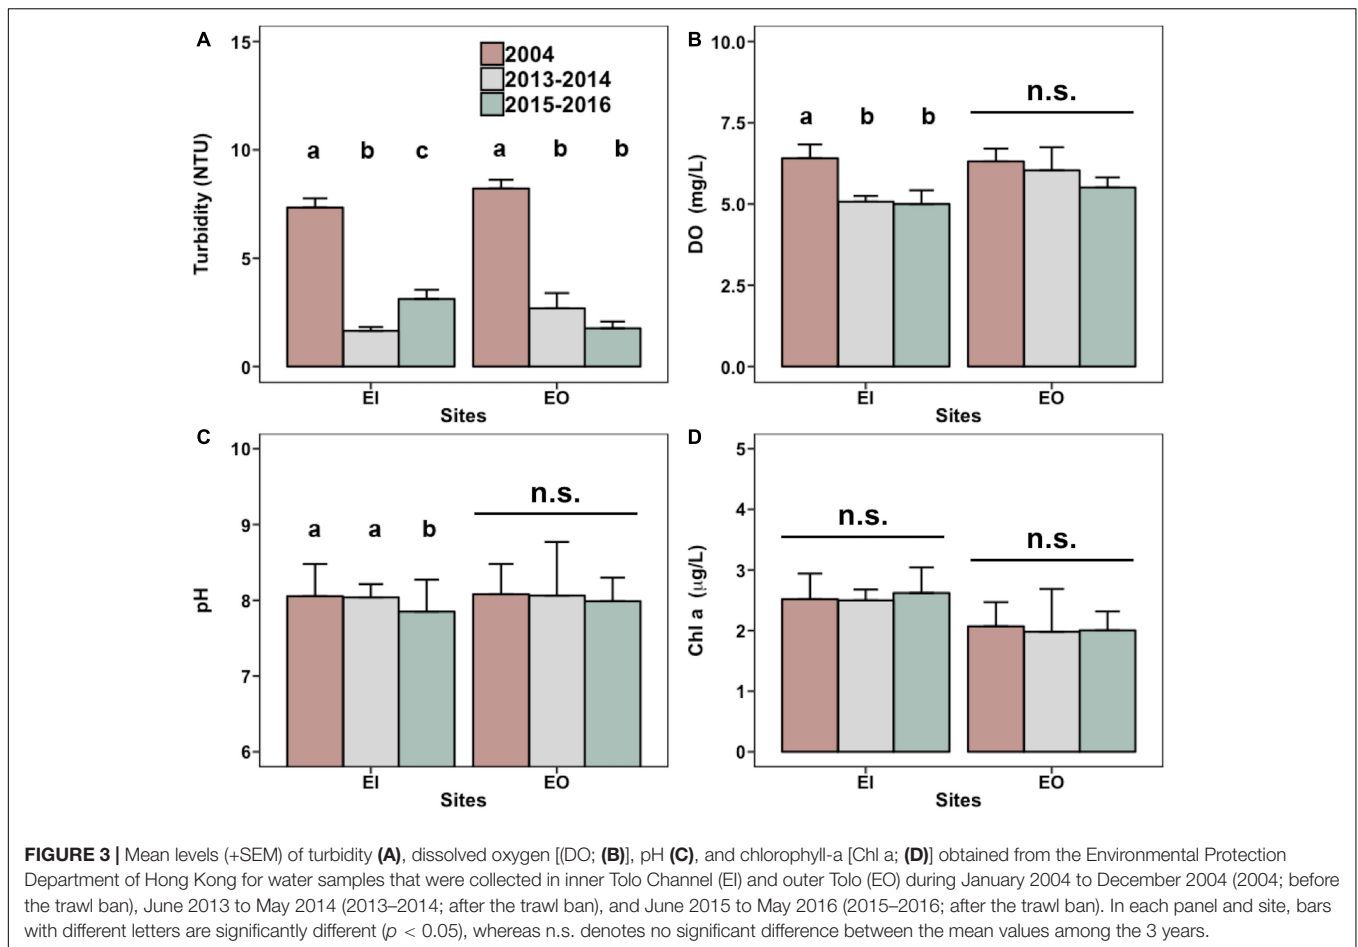 A
15
10
5
0
Turbidity (NTU)
2004
2013-2014
2015-2016
a b c a b b
EI EO
Sites
B
10.0
7.5
5.0
2.5
0.0
DO (mg/L)
a b b
n.s.
EI EO
Sites
C
10
9
8
7
6
pH
a a b
n.s.
EI EO
Sites
D
5
4
3
2
1
0
Chl a (μg/L)
n.s.
n.s.
EI EO
Sites
FIGURE 3 | Mean levels (+SEM) of turbidity (A), dissolved oxygen [(DO; (B)], pH (C), and chlorophyll-a [Chl a; (D)] obtained from the Environmental Protection
Department of Hong Kong for water samples that were collected in inner Tolo Channel (EI) and outer Tolo (EO) during January 2004 to December 2004 (2004; before
the trawl ban), June 2013 to May 2014 (2013–2014; after the trawl ban), and June 2015 to May 2016 (2015–2016; after the trawl ban). In each panel and site, bars
with different letters are significantly different (p < 0.05), whereas n.s. denotes no significant difference between the mean values among the 3 years.